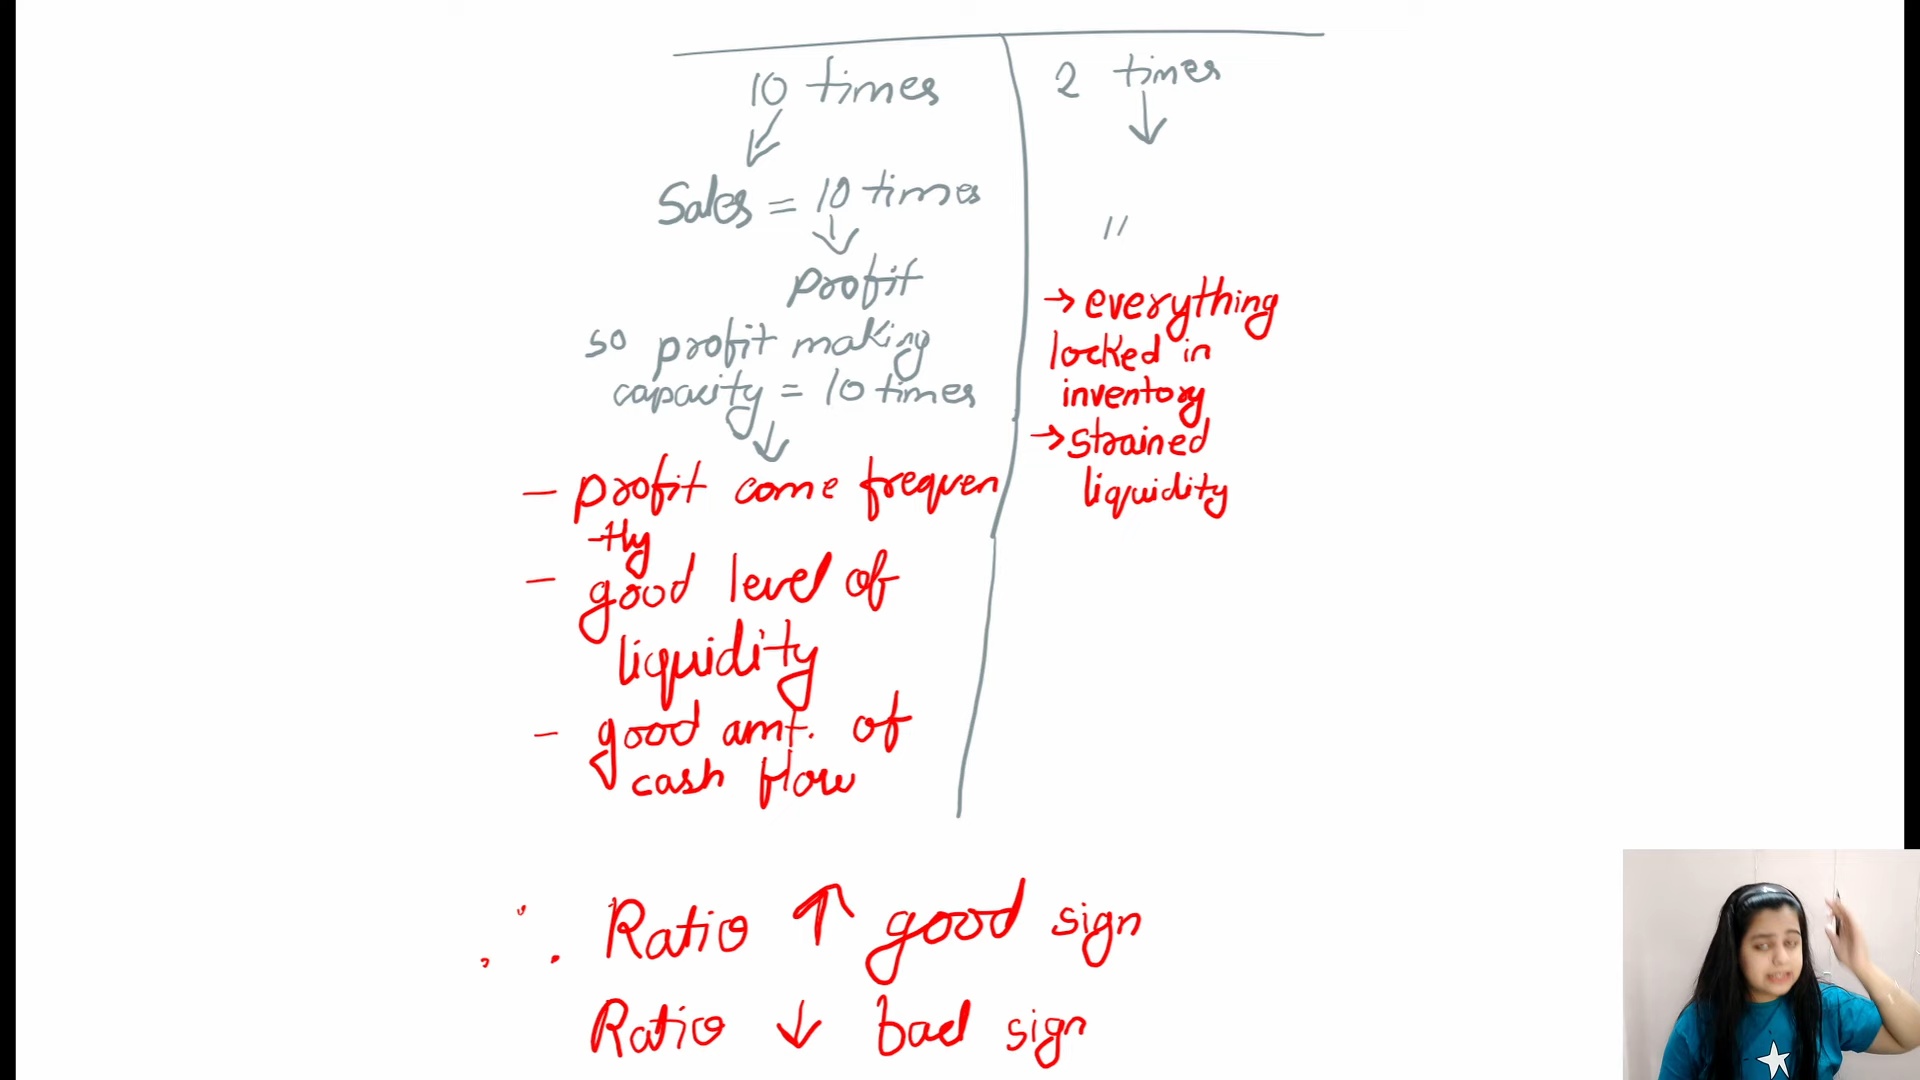 10 times
Sales = 10 times
profit
so profit making
capacity = 10 times
- profit come frequen
-tly
- good level of
liquidity
- good amt. of
cash flow
2 times
"
→ everything
locked in
inventory
→ strained
liquidity
∴ Ratio ↑ good sign
Ratio ↓ bad sign